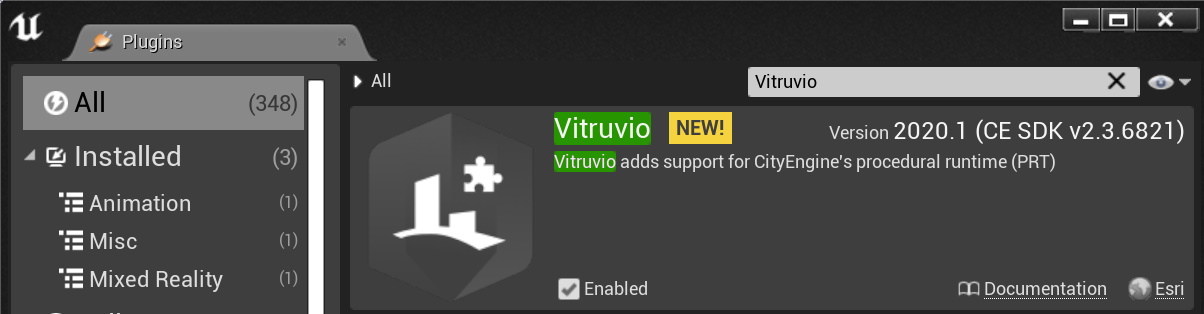 Plugins
All (348)
Installed (3)
Animation (1)
Misc (1)
Mixed Reality (1)
All
Vitruvio
Vitruvio NEW! Version 2020.1 (CE SDK v2.3.6821)
Vitruvio adds support for CityEngine's procedural runtime (PRT)
Enabled Documentation Esri